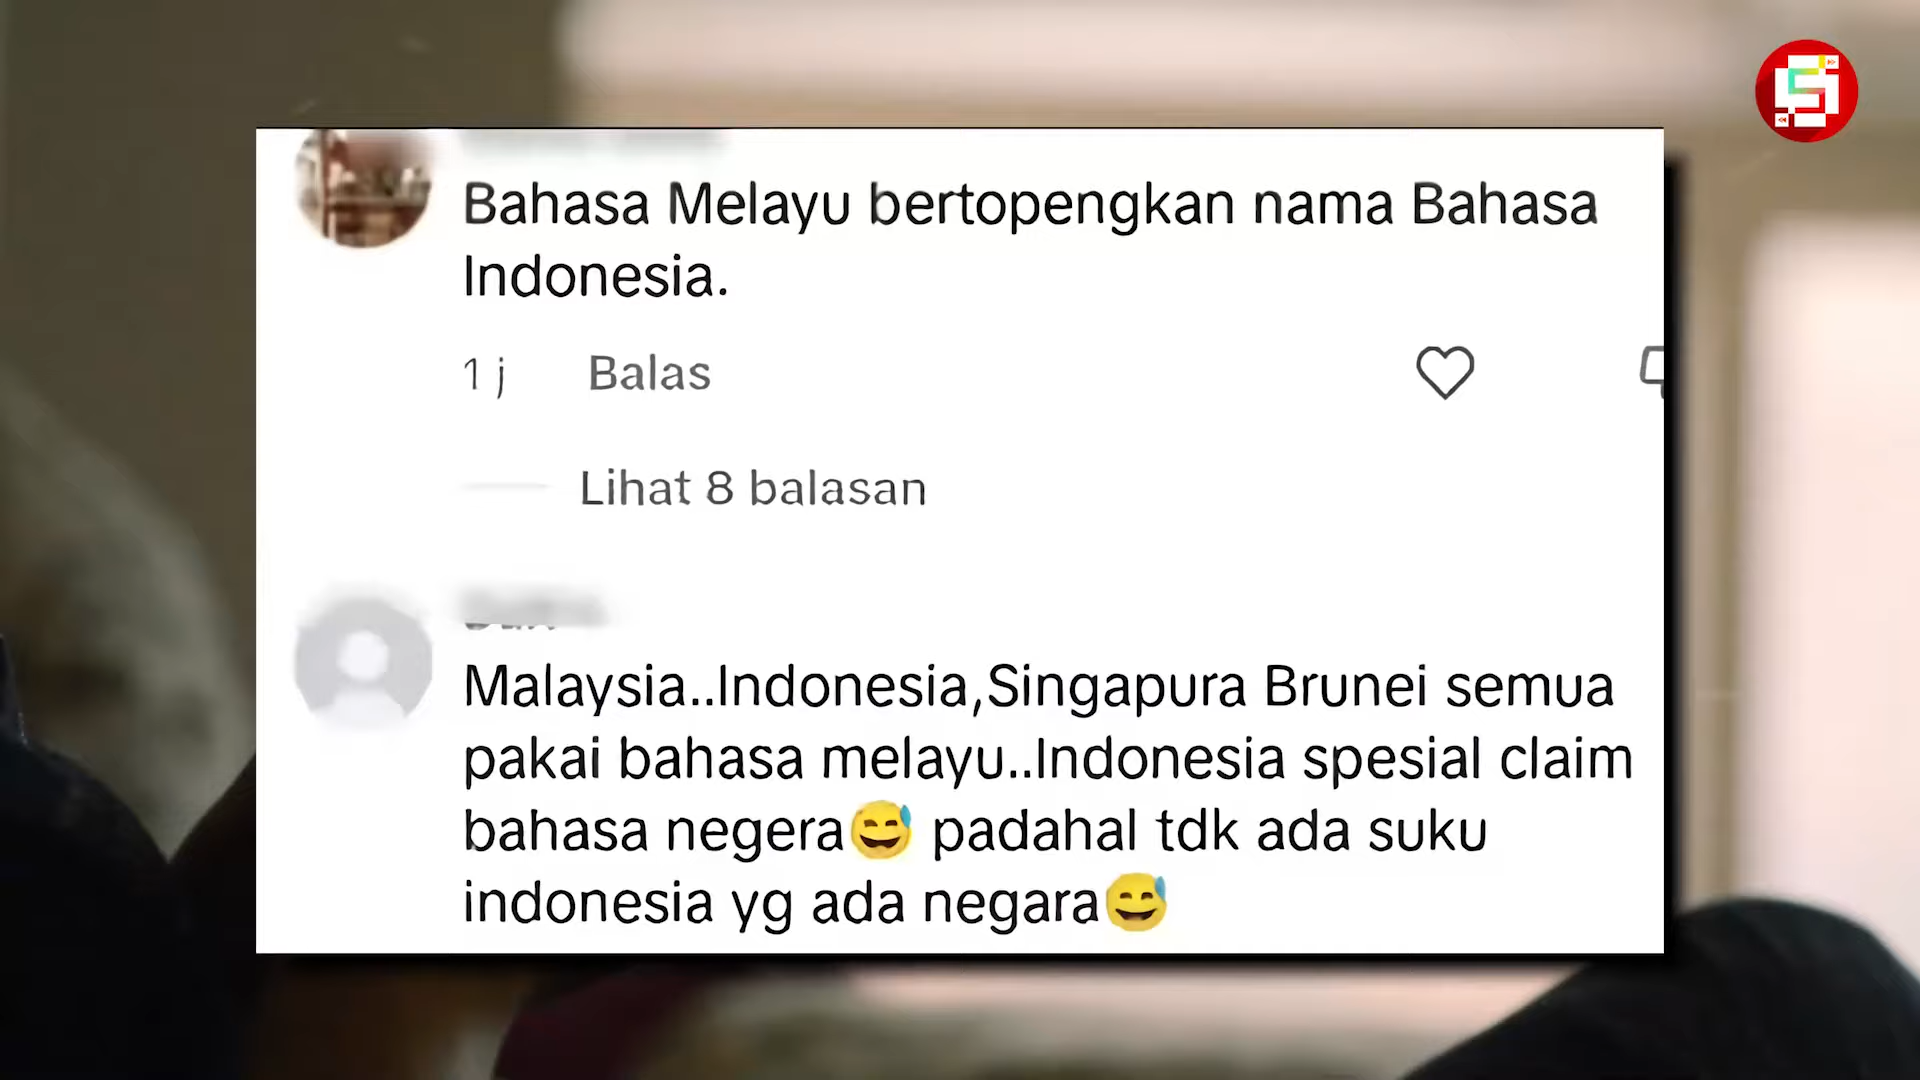 Bahasa Melayu bertopengkan nama Bahasa
Indonesia.
1 j Balas
Lihat 8 balasan
Malaysia..Indonesia,Singapura Brunei semua
pakai bahasa melayu..Indonesia spesial claim
bahasa negera😅 padahal tdk ada suku
indonesia yg ada negara😅